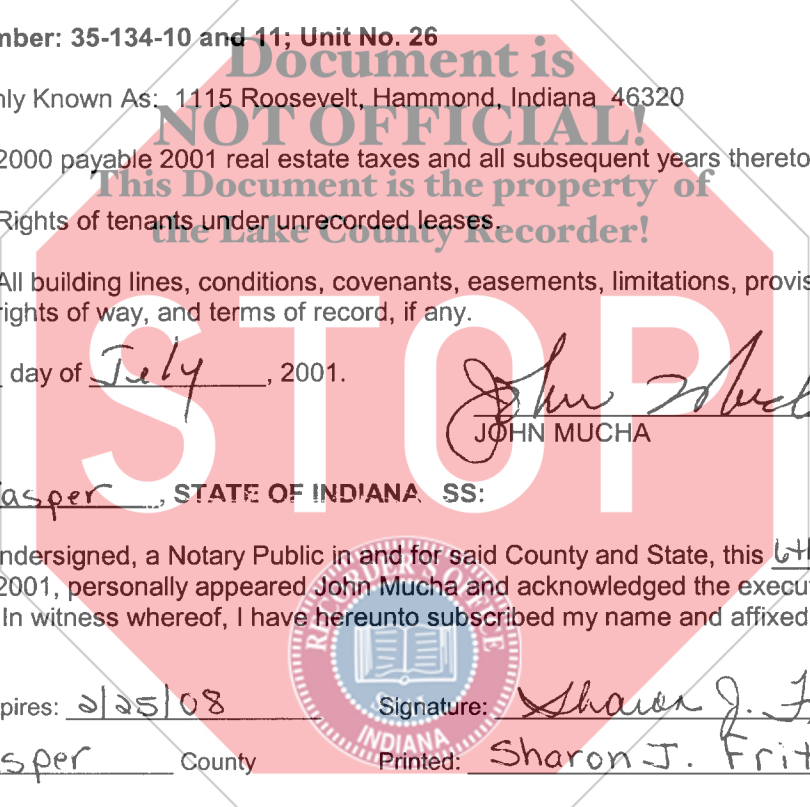 mber: 35-134-10 and 11; Unit No. 26
Document is
nly Known As: 1115 Roosevelt, Hammond, Indiana 46320
NOT OFFICIAL!
2000 payable 2001 real estate taxes and all subsequent years thereto
This Document is the property of
Rights of tenants under unrecorded leases.
the Lake County Recorder!
All building lines, conditions, covenants, easements, limitations, provis
rights of way, and terms of record, if any.
STOP
day of July, 2001.
John Much
JOHN MUCHA
asper, STATE OF INDIANA SS:
ndersigned, a Notary Public in and for said County and State, this 6th
2001, personally appeared John Mucha and acknowledged the execu
In witness whereof, I have hereunto subscribed my name and affixed
RECORDER'S OFFICE
INDIANA
pires: 2/25/08 Signature: Sharon J. F
sper County Printed: Sharon J. Frit